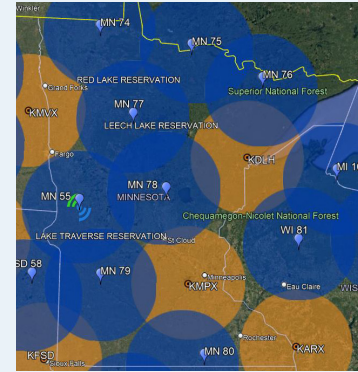 Winkler
MN 74
MN 75
MN 76
RED LAKE RESERVATION
Grand Forks
Superior National Forest
KMVX
MN 77
LEECH LAKE RESERVATION
Fargo
KDLH
MI 1
MN 78
MN 55
MINNESOTA
Chequamegon-Nicolet National Forest
LAKE TRAVERSE RESERVATION
St Cloud
WI 81
SD 58
MN 79
Minneapolis
KMPX
Eau Claire
WIS
Rochester
KARX
MN 80
KFSD
Sioux Falls